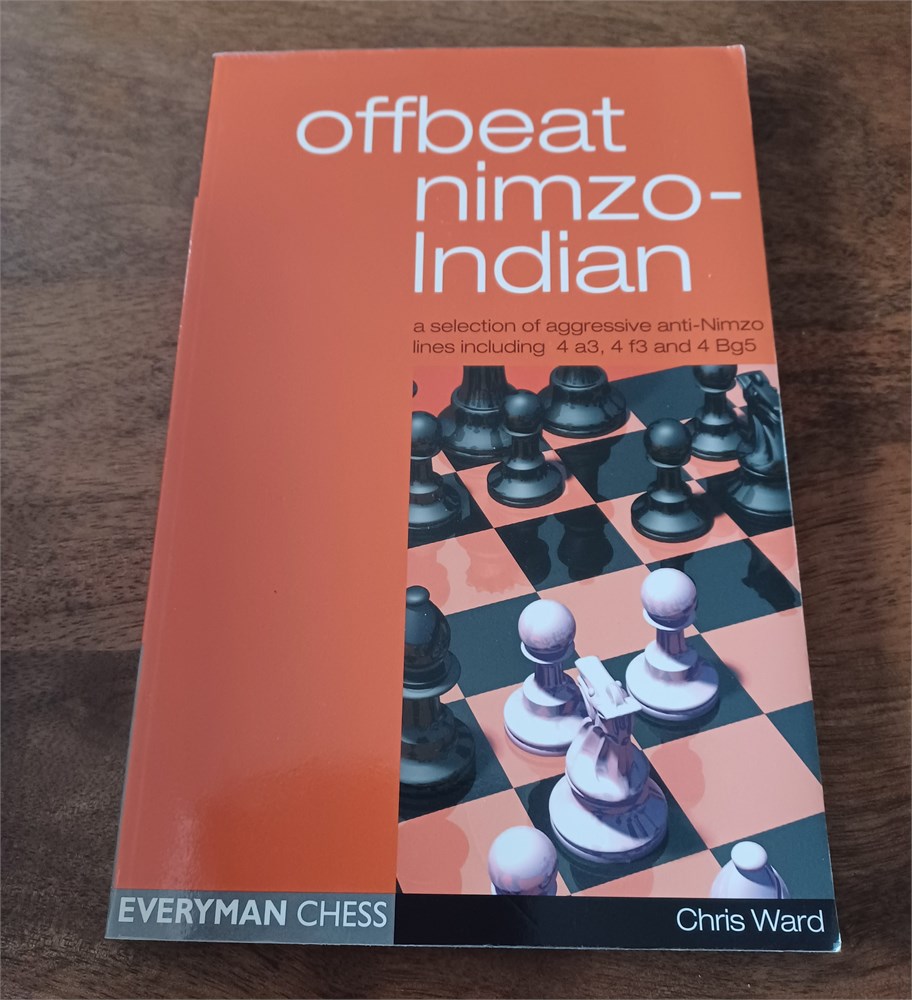 offbeat
nimzo-
Indian
a selection of aggressive anti-Nimzo
lines including 4 a3, 4 f3 and 4 Bg5
EVERYMAN CHESS
Chris Ward